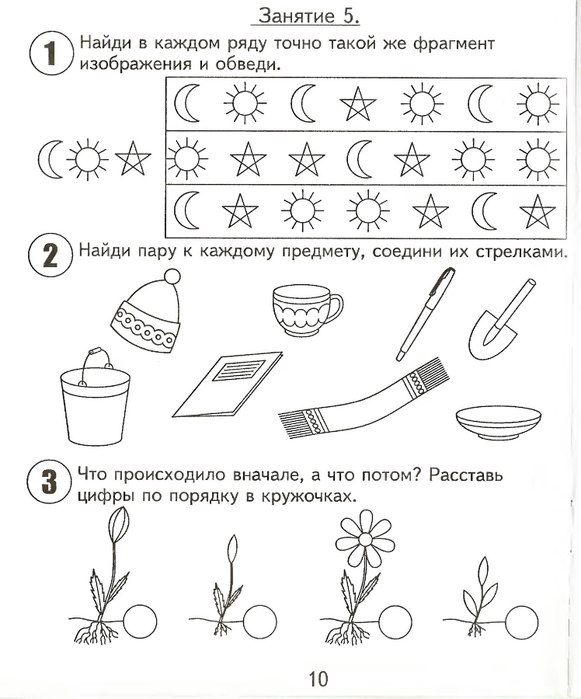 Занятие 5.
1 Найди в каждом ряду точно такой же фрагмент
изображения и обведи.
2 Найди пару к каждому предмету, соедини их стрелками.
3 Что происходило вначале, а что потом? Расставь
цифры по порядку в кружочках.
10